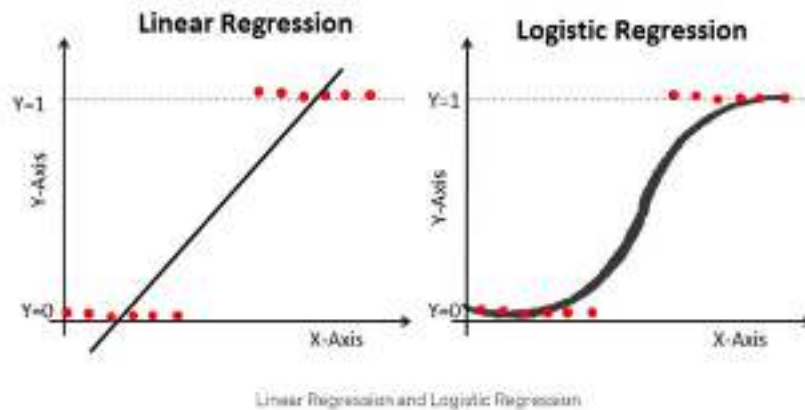 Linear Regression
Y=1
Y-Axis
Y=0
X-Axis
Logistic Regression
Y=1
Y-Axis
Y=0
X-Axis
Linear Regression and Logistic Regression